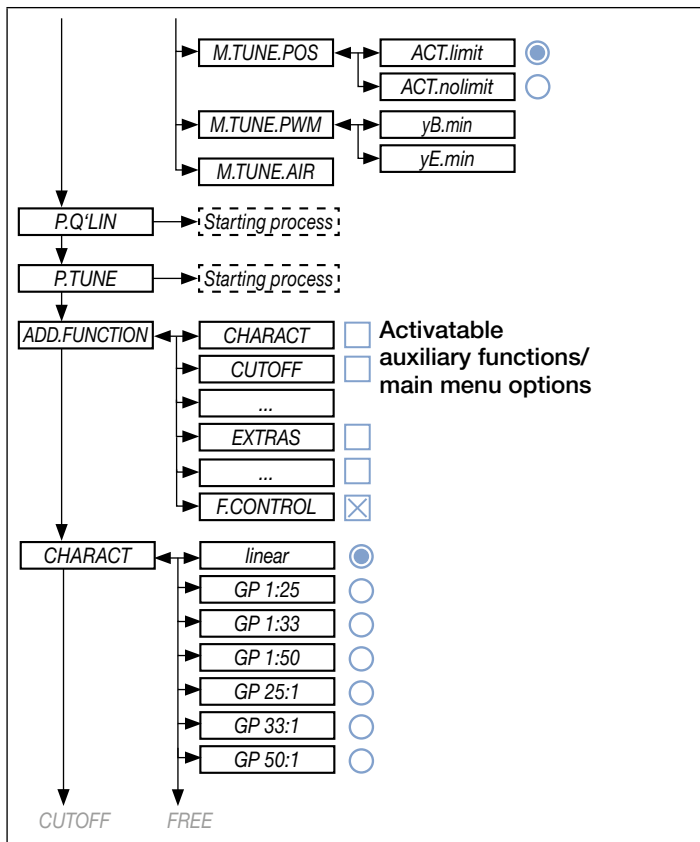 M.TUNE.POS
ACT.limit
ACT.nolimit
M.TUNE.PWM
yB.min
yE.min
M.TUNE.AIR
P.Q'LIN
Starting process
P.TUNE
Starting process
ADD.FUNCTION
CHARACT
CUTOFF
...
EXTRAS
...
F.CONTROL
Activatable
auxiliary functions/
main menu options
CHARACT
linear
GP 1:25
GP 1:33
GP 1:50
GP 25:1
GP 33:1
GP 50:1
CUTOFF
FREE